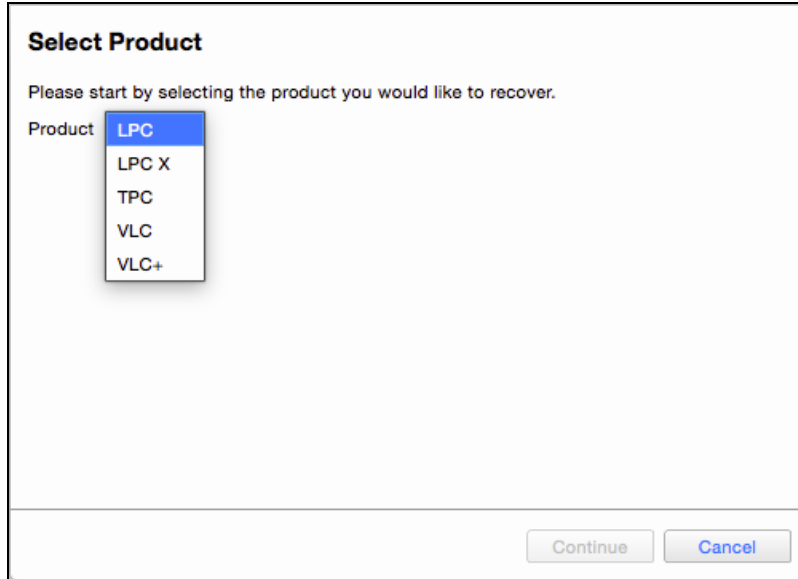 Select Product
Please start by selecting the product you would like to recover.
Product LPC
LPC X
TPC
VLC
VLC+
Continue Cancel